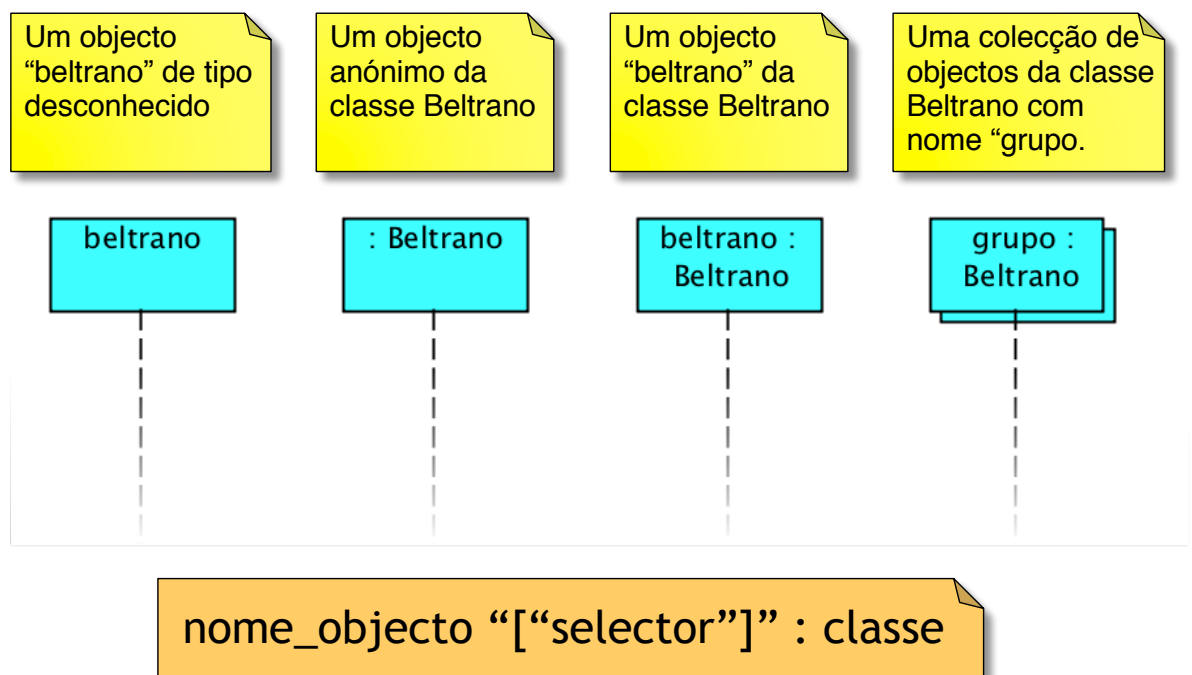 Um objecto
“beltrano” de tipo
desconhecido
Um objecto
anónimo da
classe Beltrano
Um objecto
“beltrano” da
classe Beltrano
Uma colecção de
objectos da classe
Beltrano com
nome “grupo.
beltrano
: Beltrano
beltrano :
Beltrano
grupo :
Beltrano
nome_objecto “[“selector”]” : classe